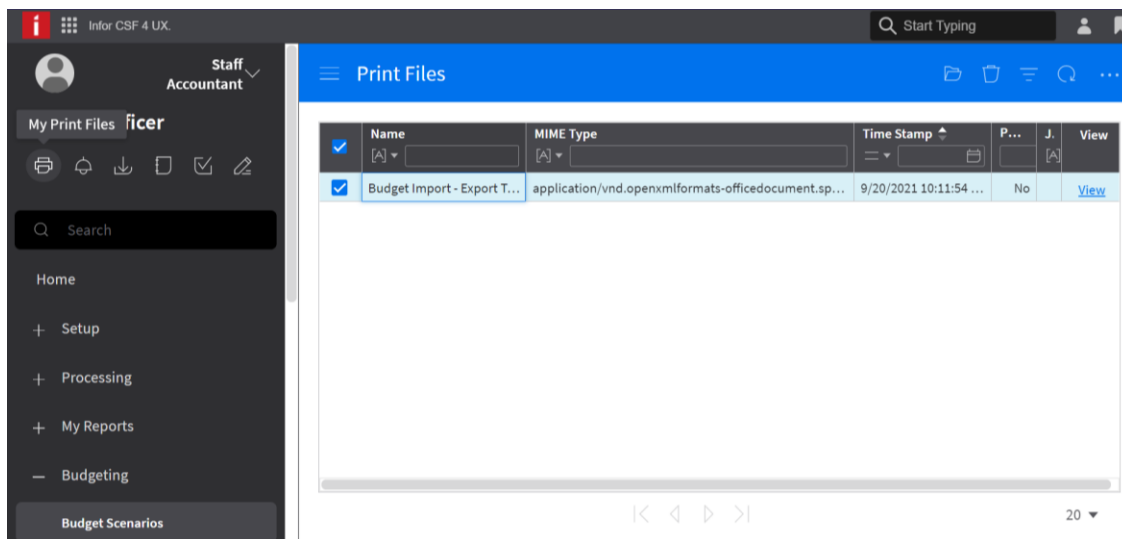 Infor CSF 4 UX.
Start Typing
Staff
Accountant
My Print Files
ficer
Search
Home
Setup
Processing
My Reports
Budgeting
Budget Scenarios
Print Files
Name MIME Type Time Stamp P... J. View
[A] [A] [A]
Budget Import - Export T... application/vnd.openxmlformats-officedocument.sp... 9/20/2021 10:11:54 ... No View
20